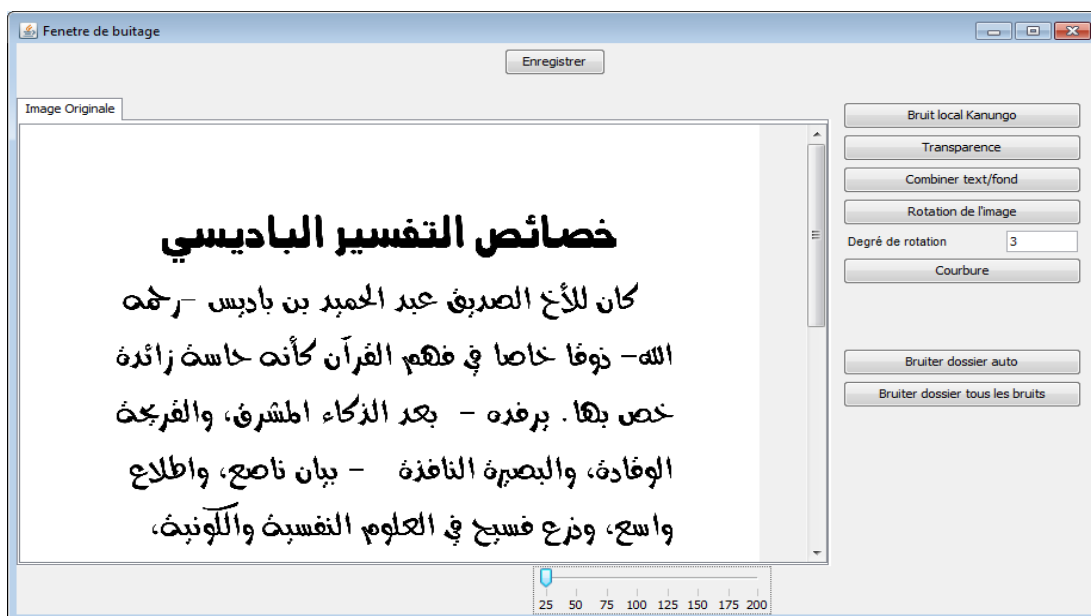 Fenetre de buitage
Enregistrer
Image Originale
خصائص التفسير الباديسي
كان للأخ الصديق عبد الحميد بن باديس -رحمه
الله- ذوقا خاصا في فهم القرآن كأنه حاسة زائدة
خص بها. يرفده - بعد الذكاء المشرق، والقريحة
الوقادة، والبصيرة النافذة - بيان ناصع، واطلاع
واسع، وذرع فسيح في العلوم النفسية والكونية،
Bruit local Kanungo
Transparence
Combiner text/fond
Rotation de l'image
Degré de rotation 3
Courbure
Bruiter dossier auto
Bruiter dossier tous les bruits
25 50 75 100 125 150 175 200